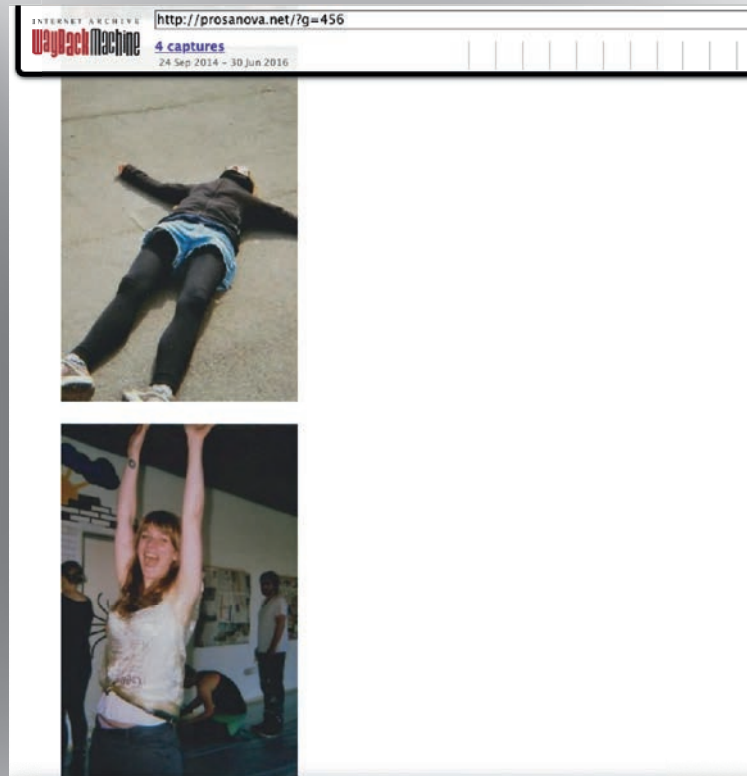 INTERNET ARCHIVE
WayBackMachine
http://prosanova.net/?g=456
4 captures
24 Sep 2014 – 30 Jun 2016